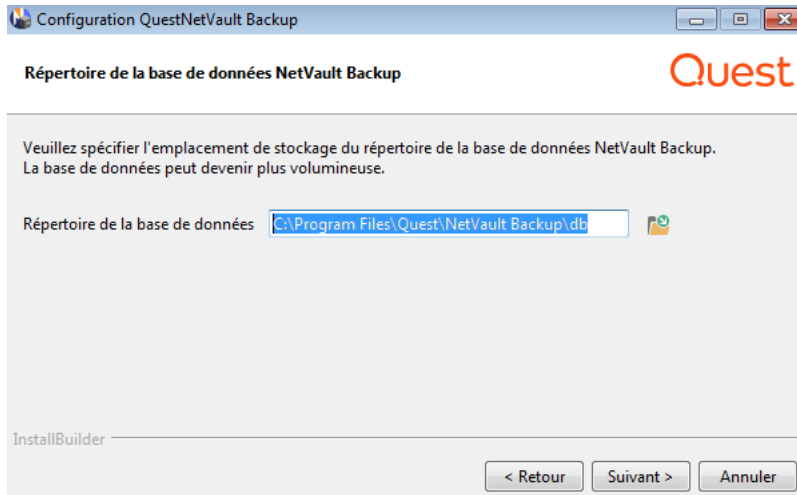 Configuration QuestNetVault Backup
Répertoire de la base de données NetVault Backup
Quest
Veuillez spécifier l'emplacement de stockage du répertoire de la base de données NetVault Backup.
La base de données peut devenir plus volumineuse.
Répertoire de la base de données C:\Program Files\Quest\NetVault Backup\db
InstallBuilder
< Retour Suivant > Annuler